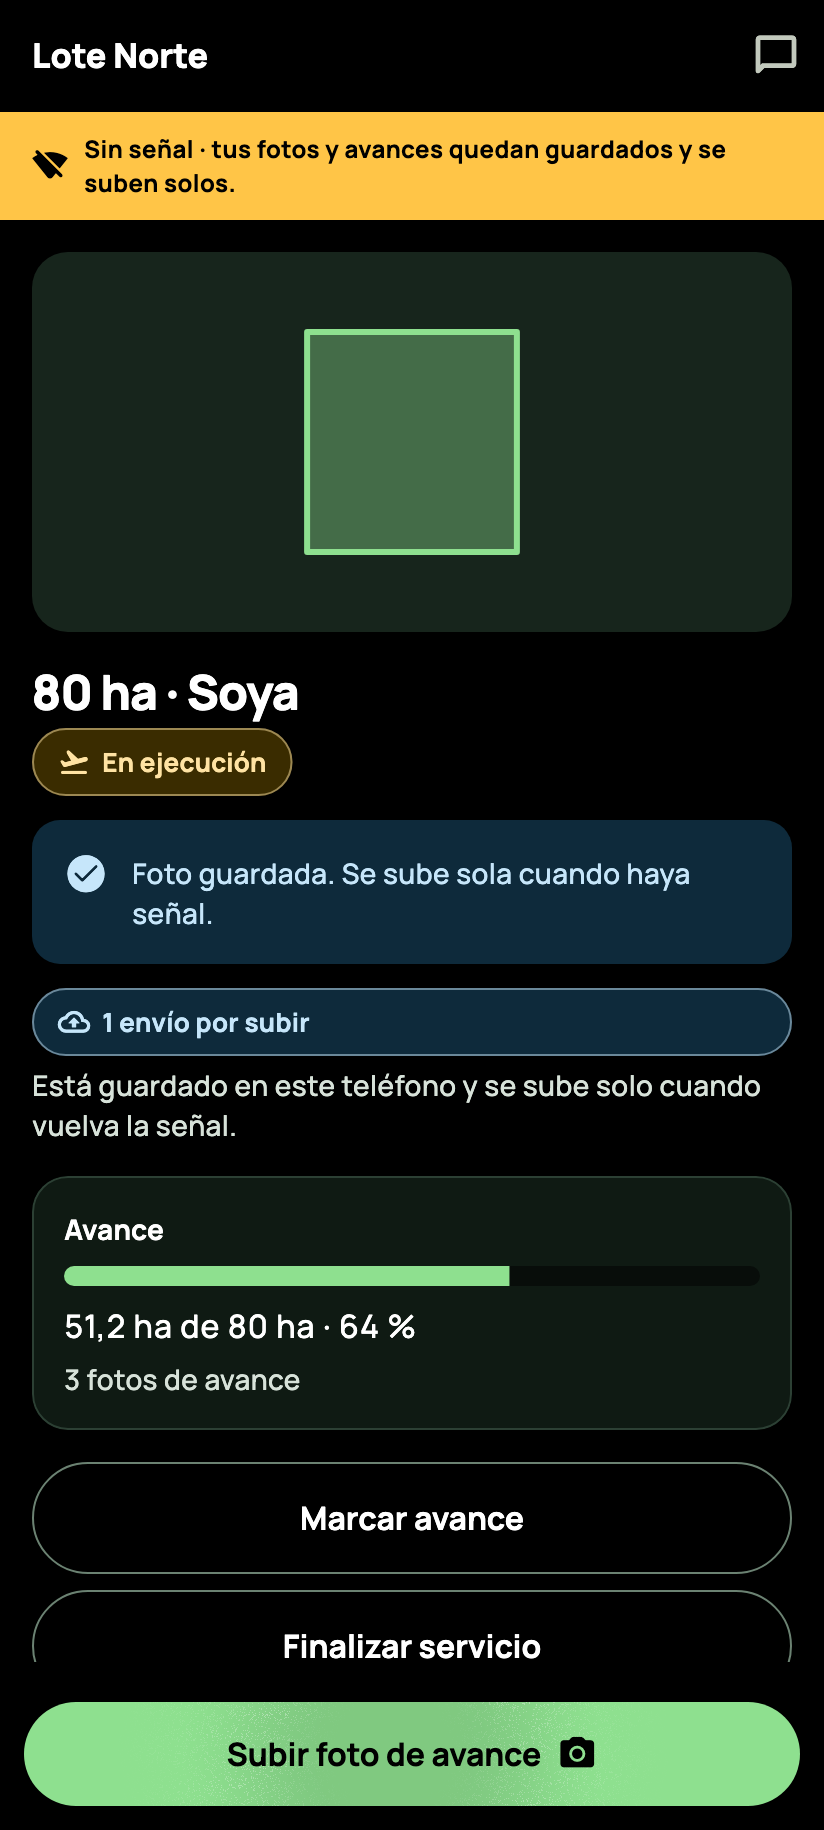 Lote Norte
Sin señal · tus fotos y avances quedan guardados y se
suben solos.
80 ha · Soya
En ejecución
Foto guardada. Se sube sola cuando haya
señal.
1 envío por subir
Está guardado en este teléfono y se sube solo cuando
vuelva la señal.
Avance
51,2 ha de 80 ha · 64 %
3 fotos de avance
Marcar avance
Finalizar servicio
Subir foto de avance